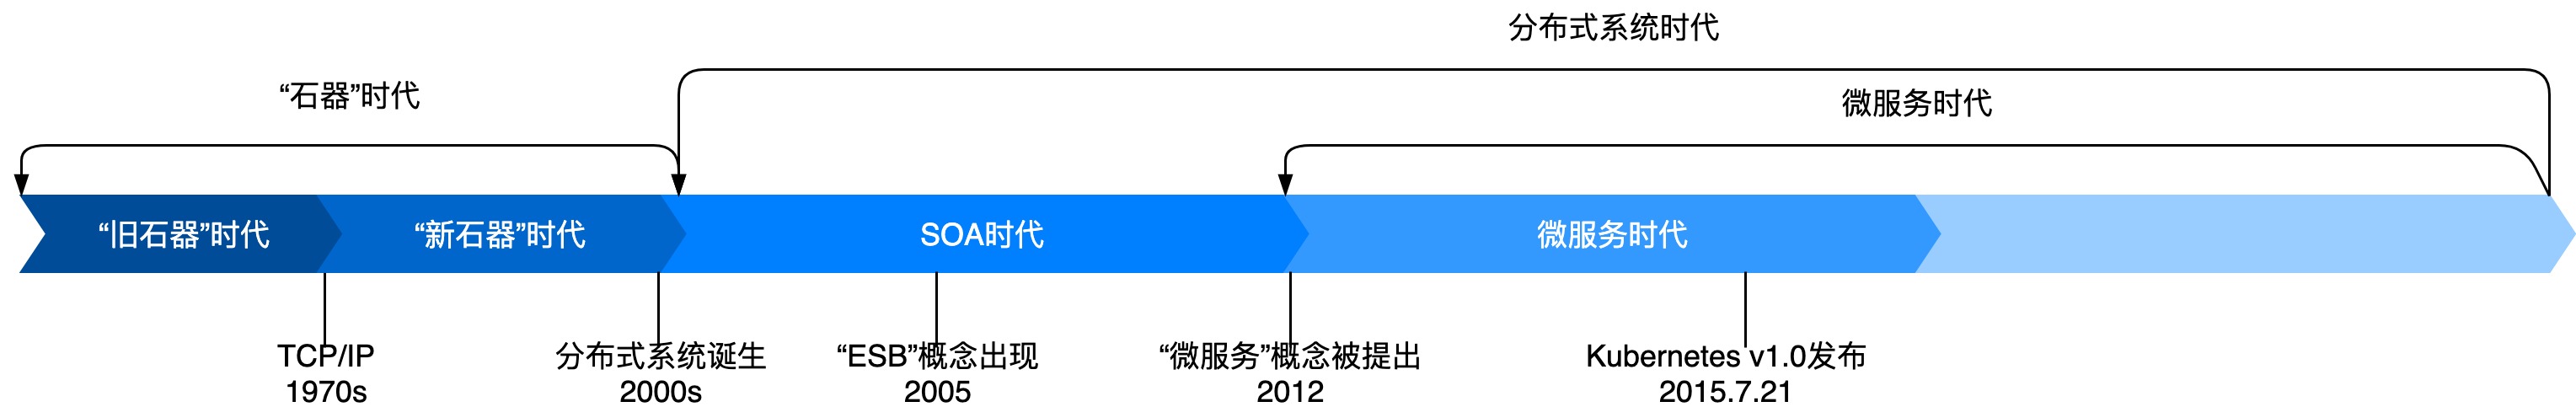 分布式系统时代
“石器”时代
微服务时代
“旧石器”时代
“新石器”时代
SOA时代
微服务时代
TCP/IP
1970s
分布式系统诞生
2000s
“ESB”概念出现
2005
“微服务”概念被提出
2012
Kubernetes v1.0发布
2015.7.21